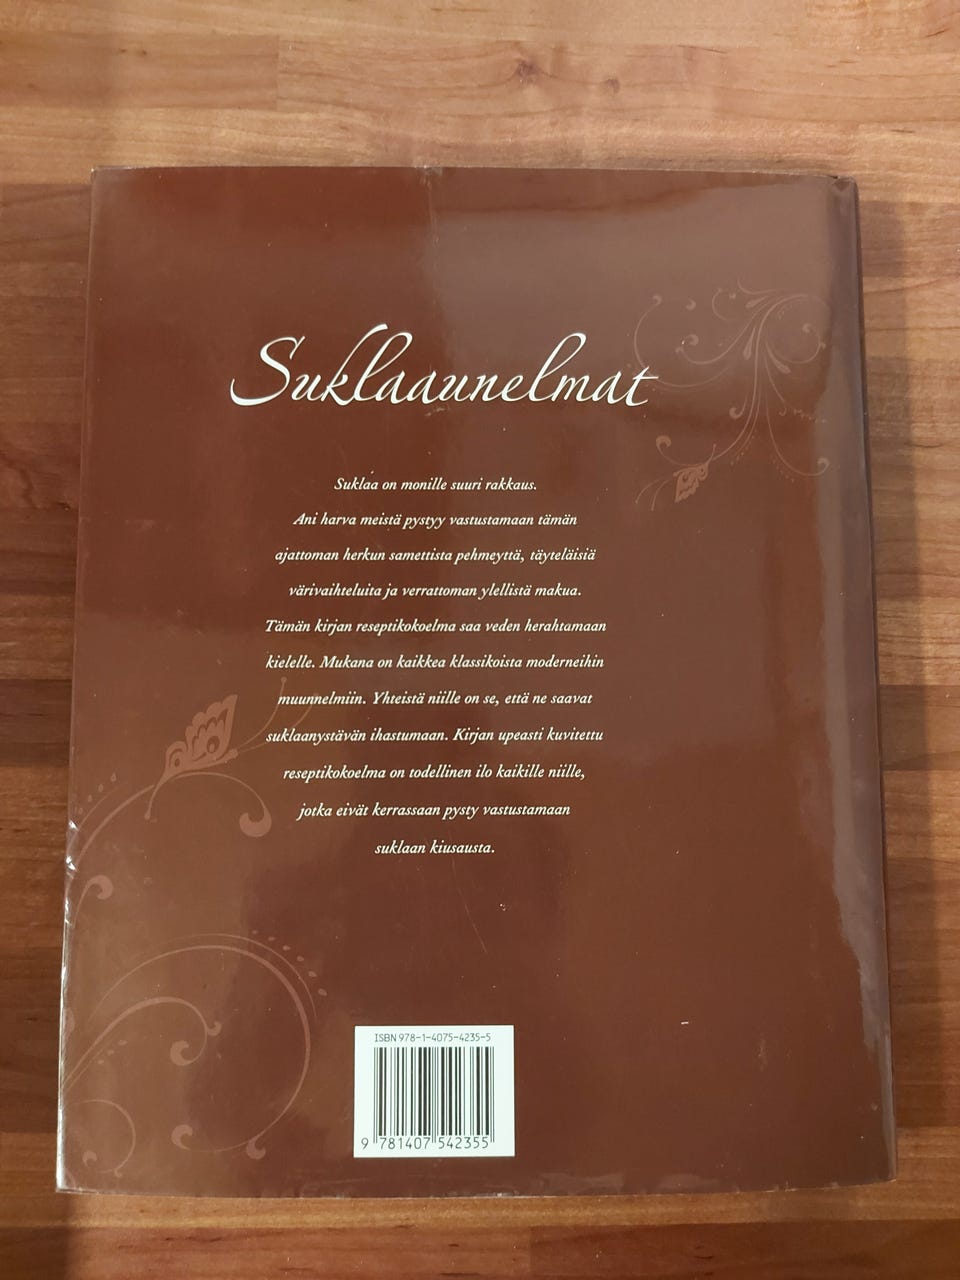 Suklaaunelmat
Suklaa on monille suuri rakkaus.
Ani harva meistä pystyy vastustamaan tämän
ajattoman herkun samettista pehmeyttä, täyteläisiä
värivaihteluita ja verrattoman ylellistä makua.
Tämän kirjan reseptikokoelma saa veden herahtamaan
kielelle. Mukana on kaikkea klassikoista moderneihin
muunnelmiin. Yhteistä niille on se, että ne saavat
suklaanystävän ihastumaan. Kirjan upeasti kuvitettu
reseptikokoelma on todellinen ilo kaikille niille,
jotka eivät kerrassaan pysty vastustamaan
suklaan kiusausta.
ISBN 978-1-4075-4235-5
9 781407 542355